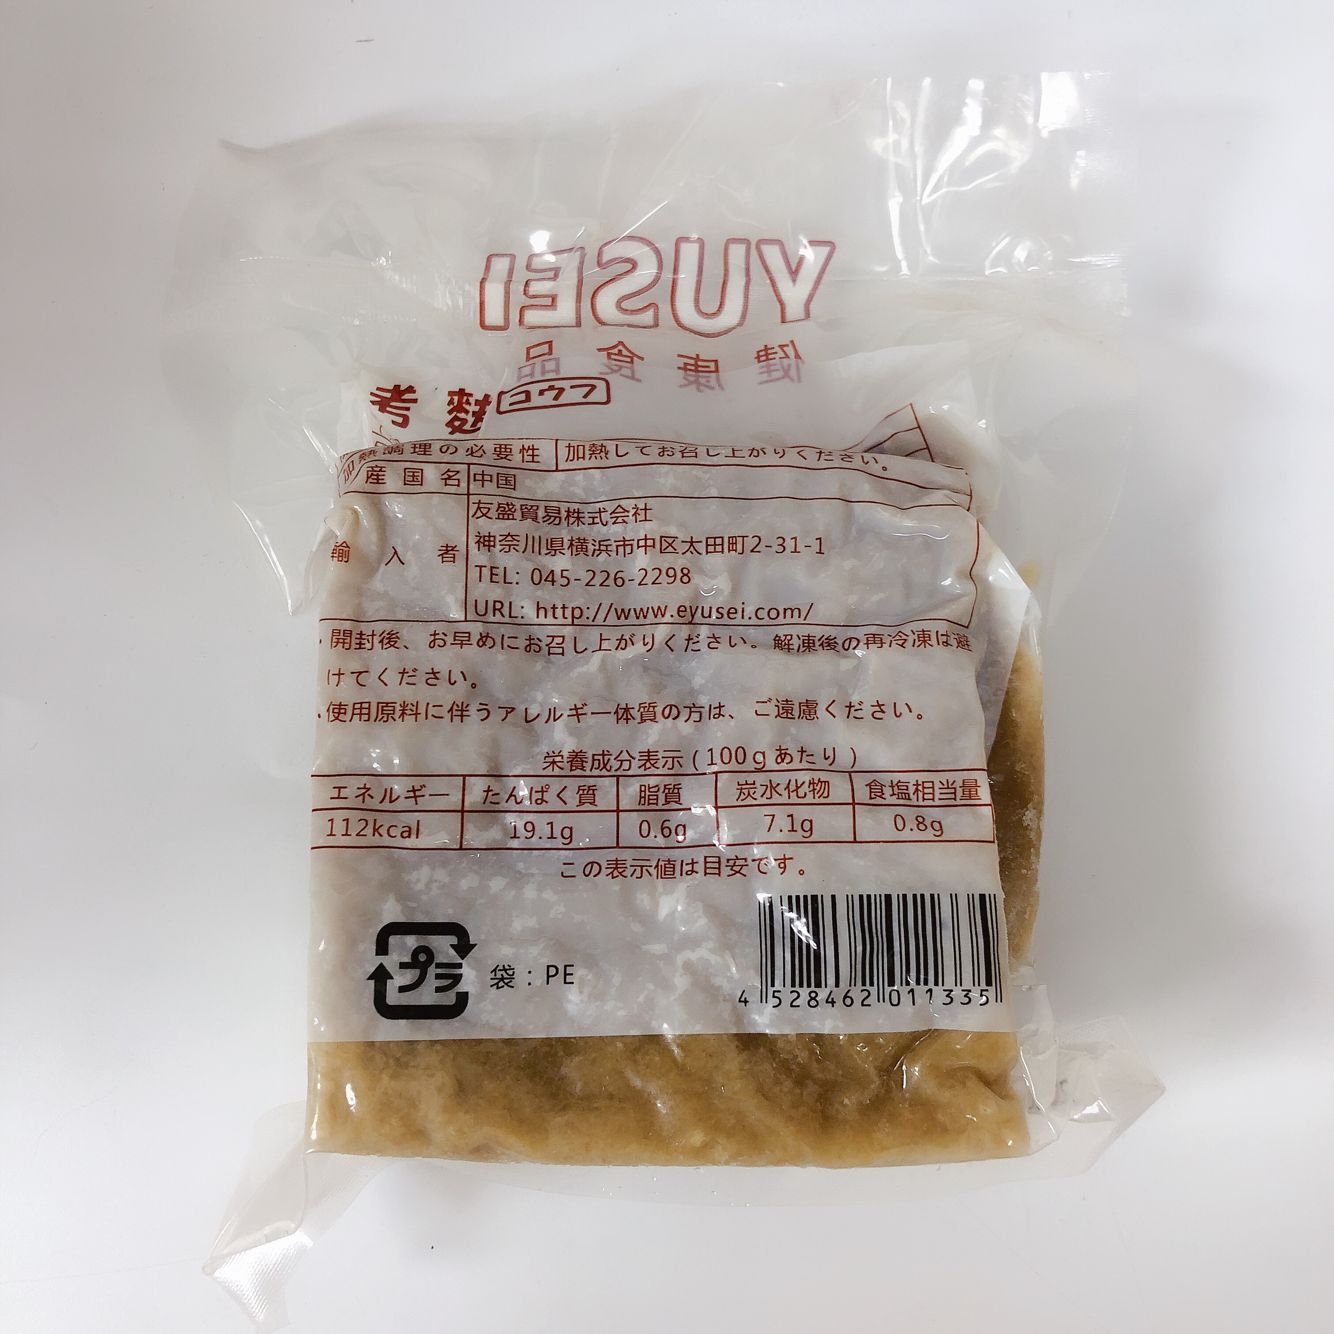 YUSEI
健康食品
考麩 コウフ
加熱調理の必要性 加熱してお召し上がりください。
原産国名 中国
輸入者 友盛貿易株式会社
神奈川県横浜市中区太田町2-31-1
TEL: 045-226-2298
URL: http://www.eyusei.com/
・開封後、お早めにお召し上がりください。解凍後の再冷凍は避
けてください。
・使用原料に伴うアレルギー体質の方は、ご遠慮ください。
栄養成分表示(100gあたり)
エネルギー たんぱく質 脂質 炭水化物 食塩相当量
112kcal 19.1g 0.6g 7.1g 0.8g
この表示値は目安です。
プラ 袋:PE
4 528462 011335